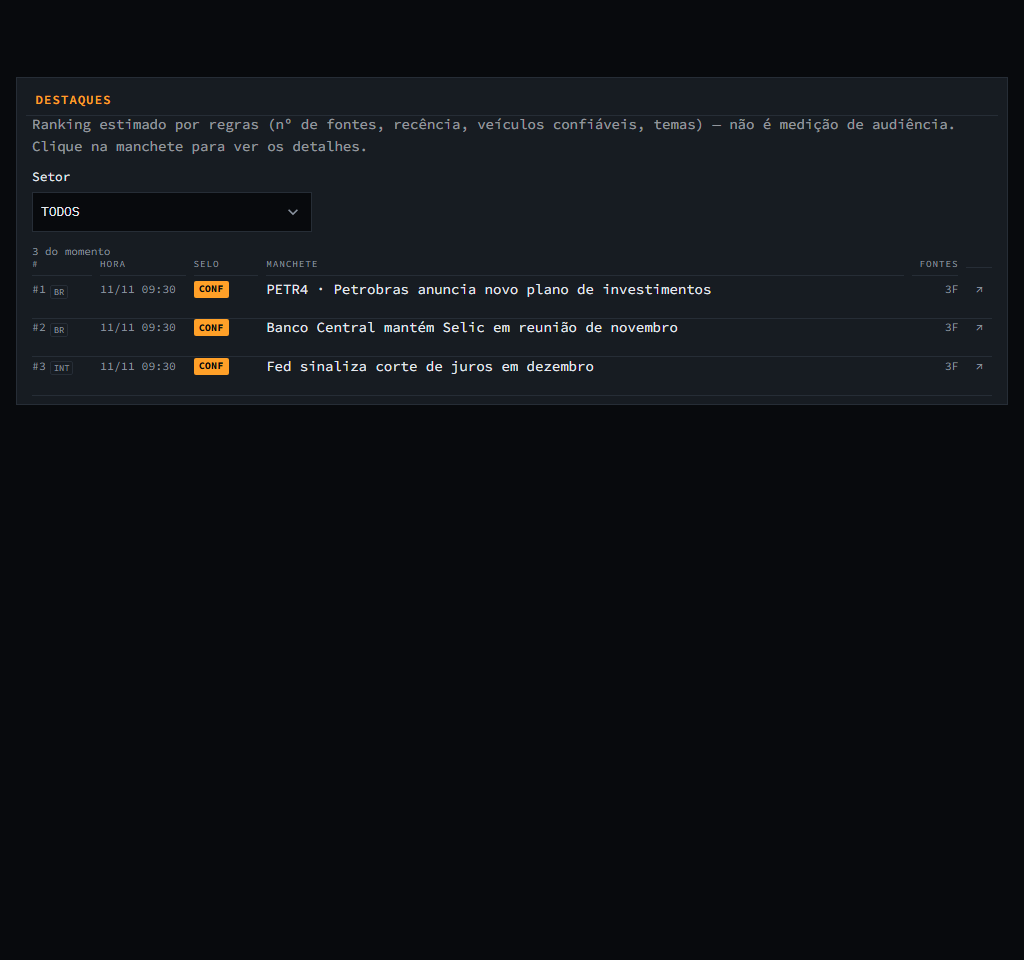 DESTAQUES
Ranking estimado por regras (nº de fontes, recência, veículos confiáveis, temas) — não é medição de audiência.
Clique na manchete para ver os detalhes.
Setor
TODOS
3 do momento
# HORA SELO MANCHETE FONTES
#1 BR 11/11 09:30 CONF PETR4 · Petrobras anuncia novo plano de investimentos 3F ↗
#2 BR 11/11 09:30 CONF Banco Central mantém Selic em reunião de novembro 3F ↗
#3 INT 11/11 09:30 CONF Fed sinaliza corte de juros em dezembro 3F ↗